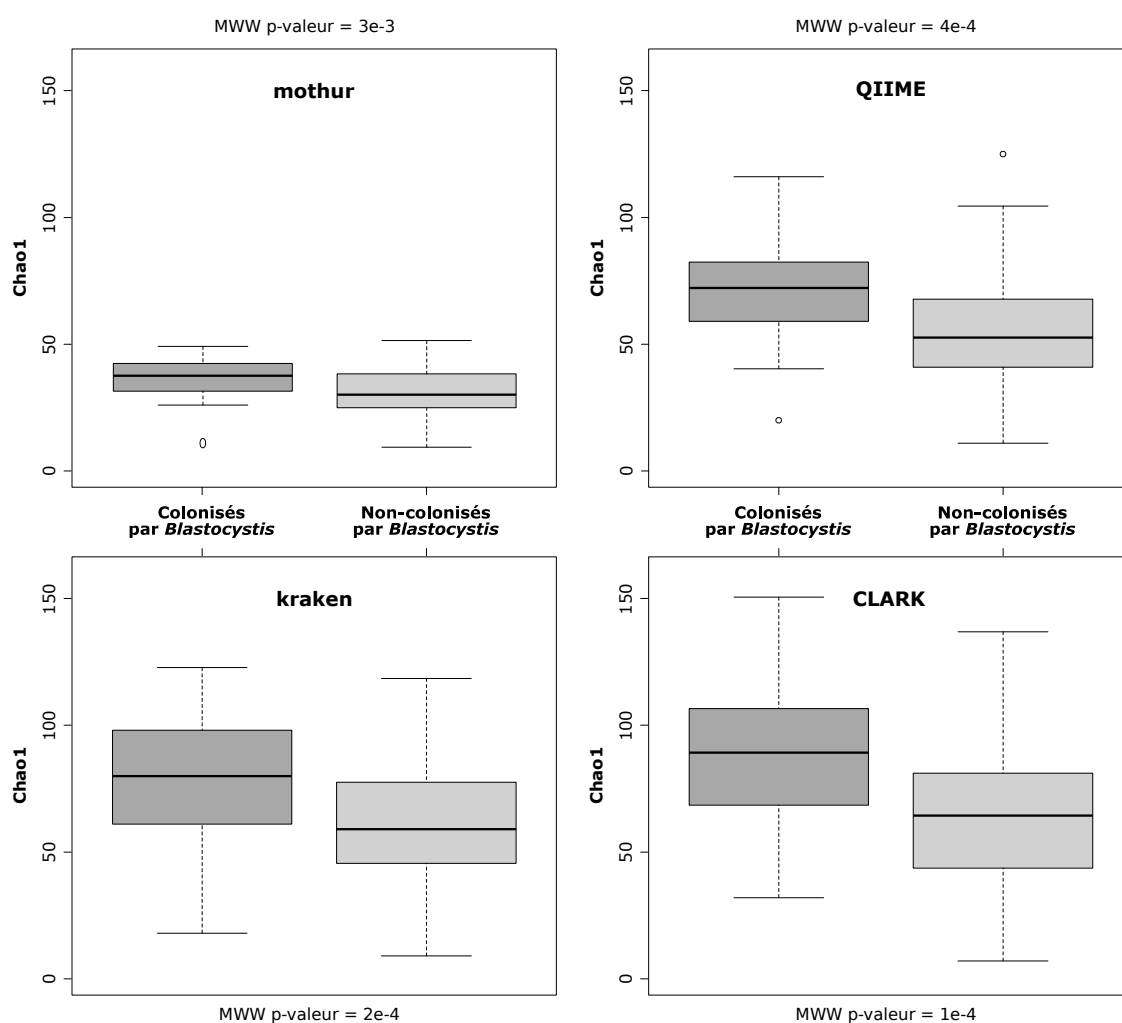 MWW p-valeur = 3e-3
mothur
Chao1
150
100
50
0
MWW p-valeur = 4e-4
QIIME
Chao1
150
100
50
0
Colonisés
par Blastocystis
Non-colonisés
par Blastocystis
Colonisés
par Blastocystis
Non-colonisés
par Blastocystis
kraken
Chao1
150
100
50
0
MWW p-valeur = 2e-4
CLARK
Chao1
150
100
50
0
MWW p-valeur = 1e-4